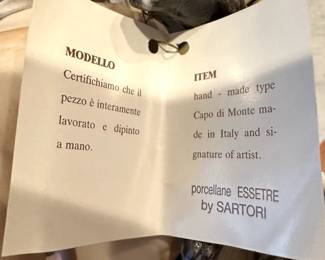 MODELLO
Certifichiamo che il
pezzo è interamente
lavorato e dipinto
a mano.
ITEM
hand - made type
Capo di Monte ma-
de in Italy and si-
gnature of artist.
porcellane ESSETRE
by SARTORI